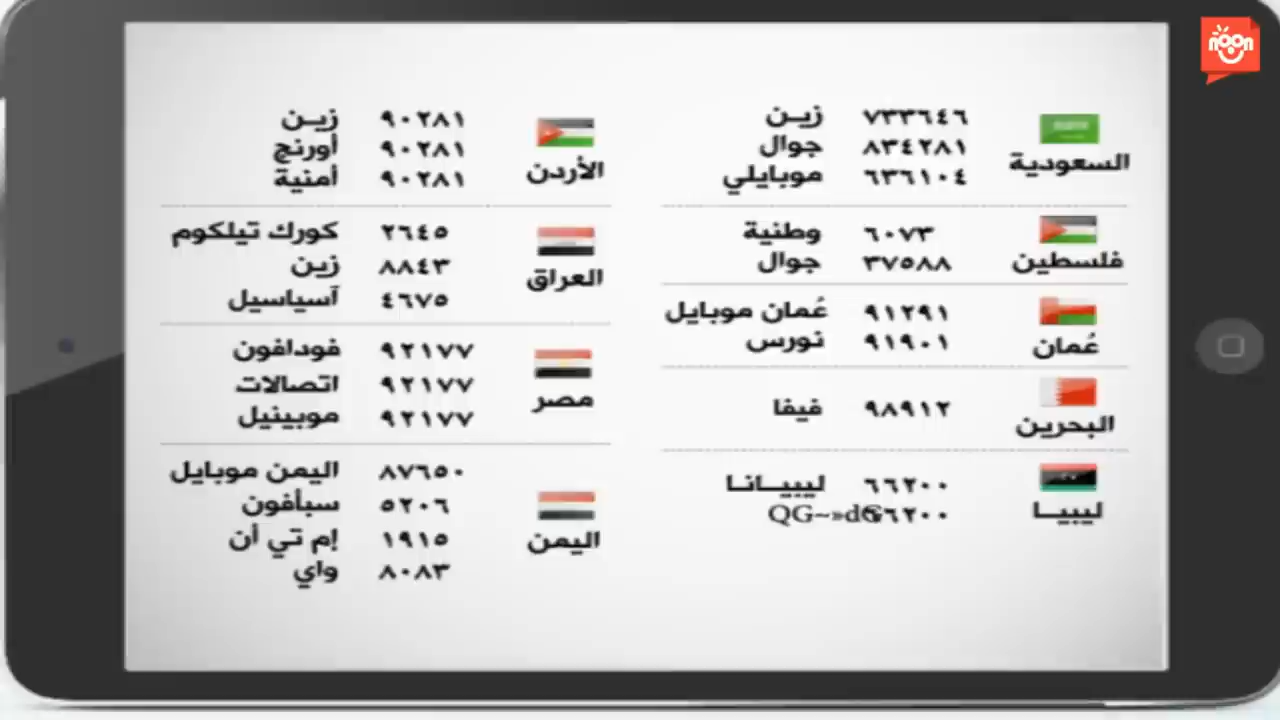 زين ٧٣٣٦٤٦
جوال ٨٣٤٢٨١
موبايلي ٦٣٦١٠٤
السعودية
وطنية ٦٠٧٣
جوال ٣٧٥٨٨
فلسطين
عُمان موبايل ٩١٢٩١
نورس ٩١٩٠١
عُمان
فيفا ٩٨٩١٢
البحرين
ليبيانا ٦٦٢٠٠
QG~»dG ٦٦٢٠٠
ليبيا
زين ٩٠٢٨١
أورنج ٩٠٢٨١
أمنية ٩٠٢٨١
الأردن
كورك تيلكوم ٢٦٤٥
زين ٨٨٤٣
آسياسيل ٤٦٧٥
العراق
فودافون ٩٢١٧٧
اتصالات ٩٢١٧٧
موبينيل ٩٢١٧٧
مصر
اليمن موبايل ٨٧٦٥٠
سبأفون ٥٢٠٦
إم تي أن ١٩١٥
واي ٨٠٨٣
اليمن
noon